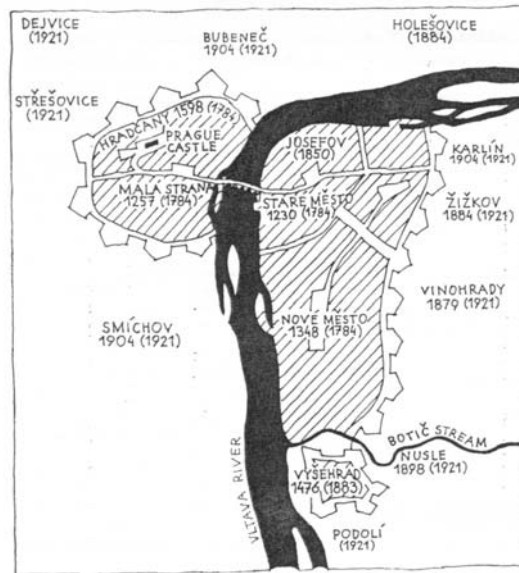 DEJVICE
(1921)
BUBENEČ
1904 (1921)
HOLEŠOVICE
(1884)
STŘEŠOVICE
(1921)
HRADČANY 1598 (1784)
PRAGUE
CASTLE
JOSEFOV
(1850)
KARLÍN
1904 (1921)
MALÁ STRANA
1257 (1784)
STARÉ MĚSTO
1230 (1784)
ŽIŽKOV
1884 (1921)
VINOHRADY
1879 (1921)
SMÍCHOV
1904 (1921)
NOVÉ MĚSTO
1348 (1784)
BOTIČ STREAM
NUSLE
1898 (1921)
VYŠEHRAD
1476 (1883)
VLTAVA RIVER
PODOLÍ
(1921)